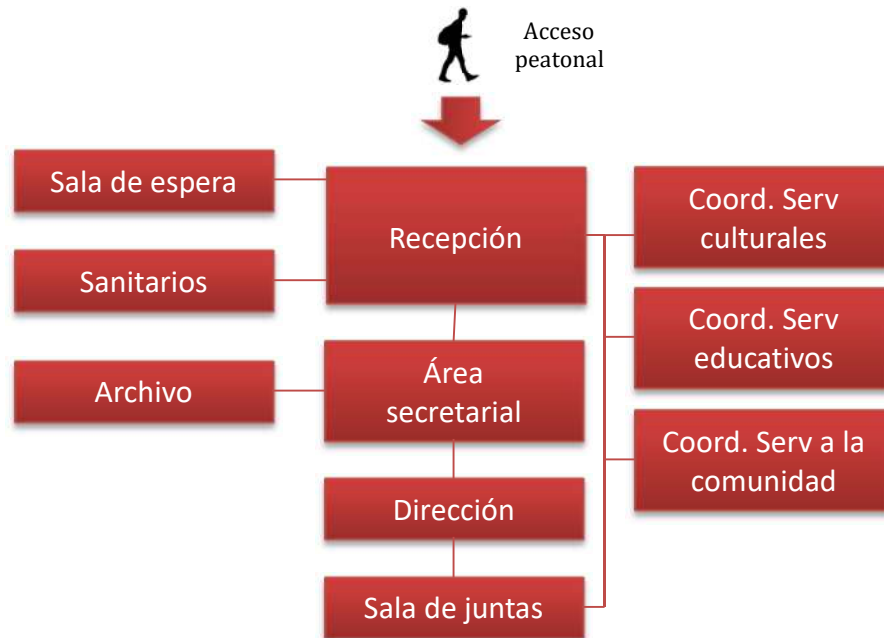 Acceso
peatonal
Sala de espera
Recepción
Coord. Serv
culturales
Sanitarios
Coord. Serv
educativos
Archivo
Área
secretarial
Coord. Serv a la
comunidad
Dirección
Sala de juntas